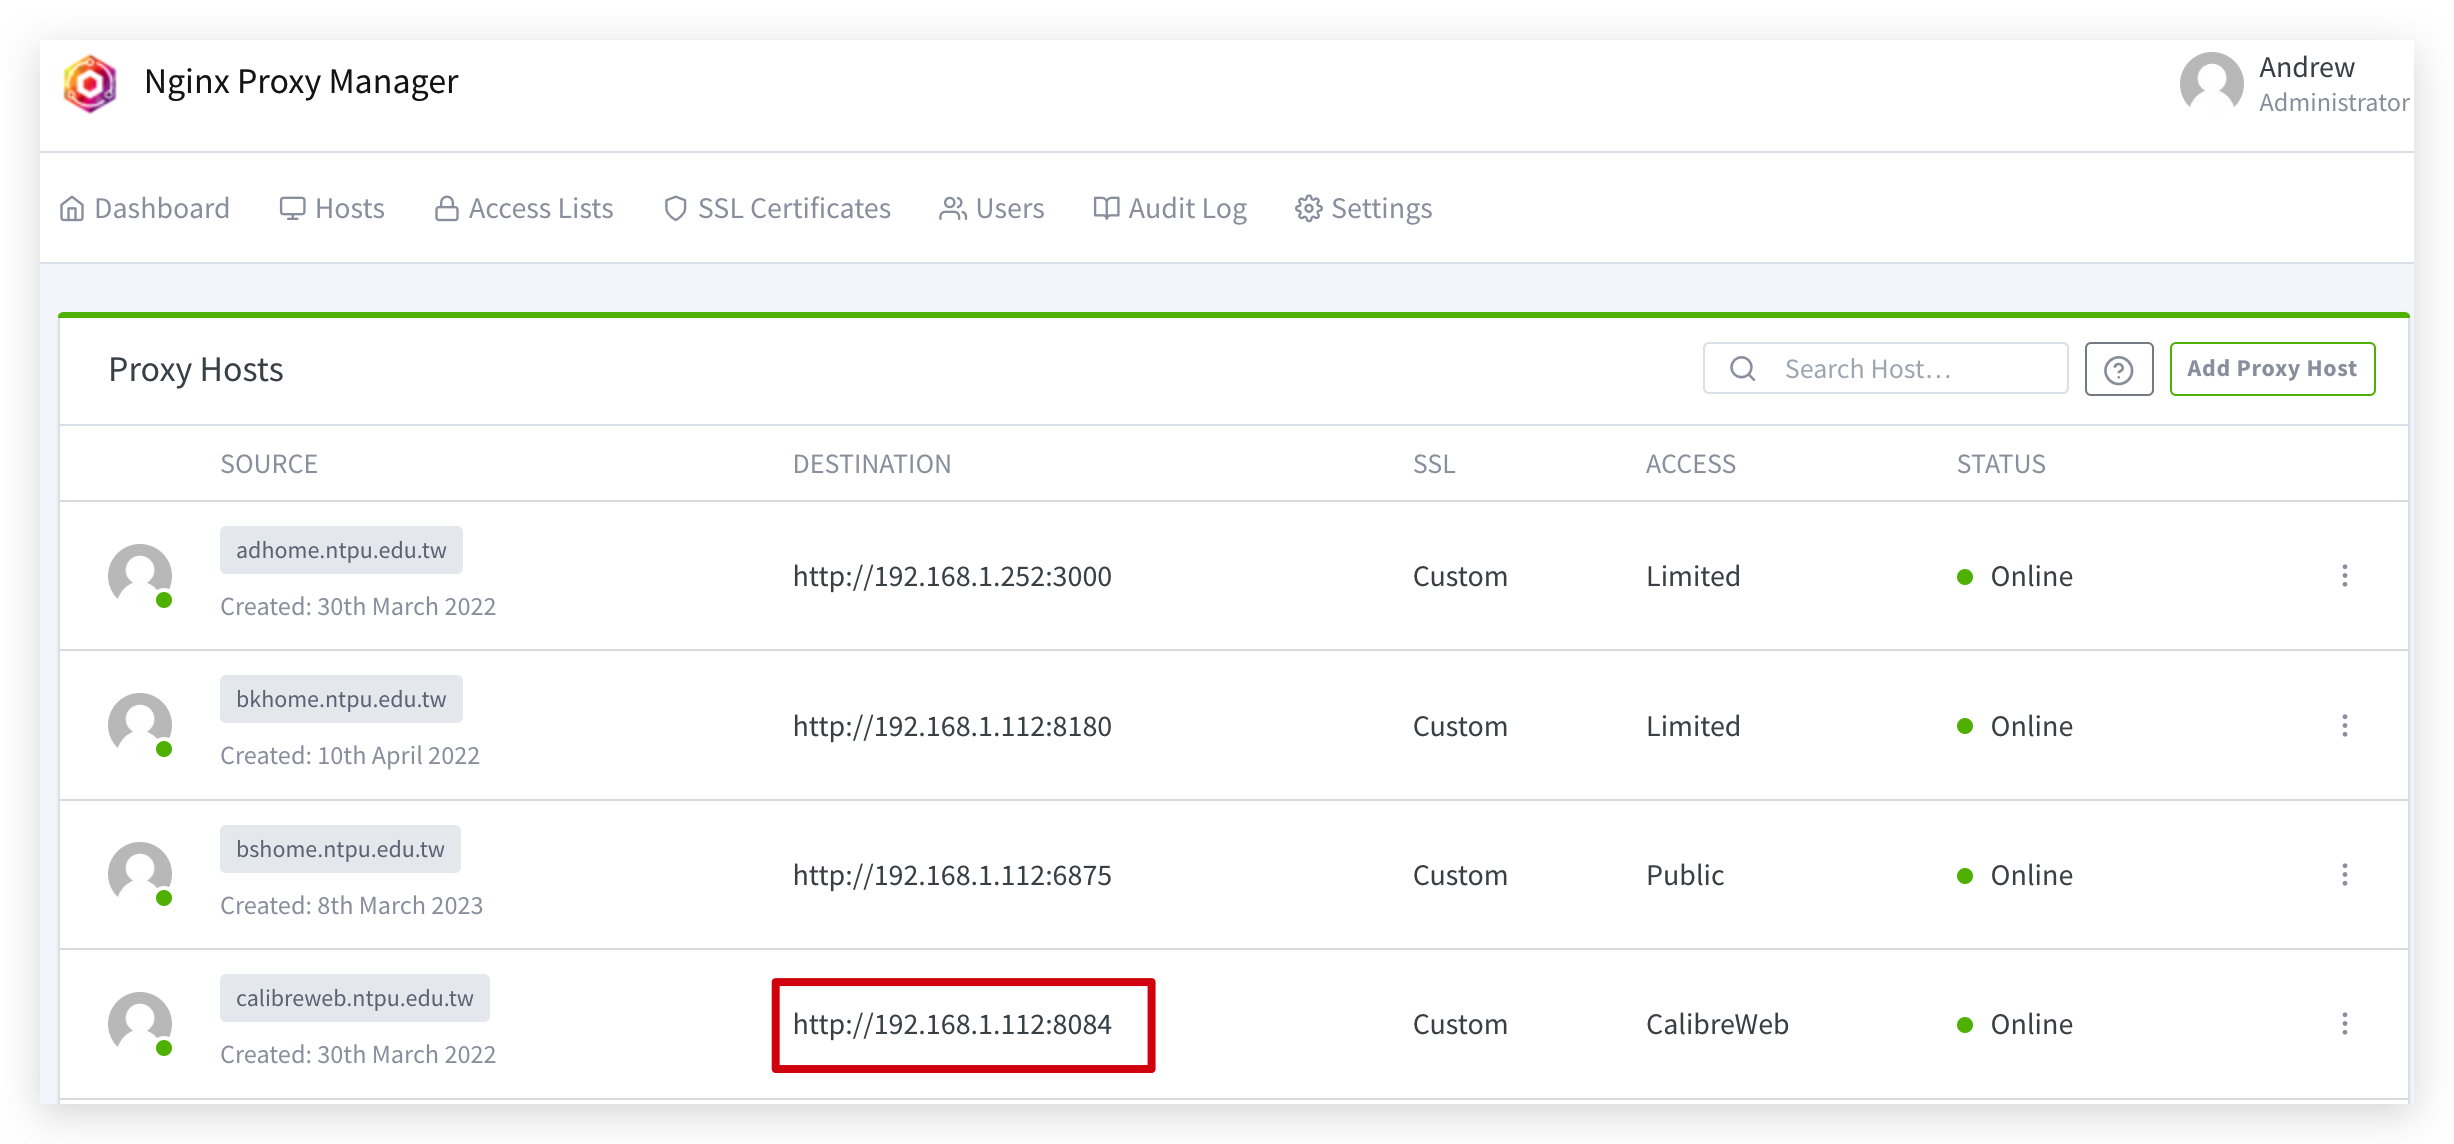 Nginx Proxy Manager
Andrew
Administrator
Dashboard Hosts Access Lists SSL Certificates Users Audit Log Settings
Proxy Hosts
Search Host…
Add Proxy Host
SOURCE DESTINATION SSL ACCESS STATUS
adhome.ntpu.edu.tw
Created: 30th March 2022
http://192.168.1.252:3000 Custom Limited Online
bkhome.ntpu.edu.tw
Created: 10th April 2022
http://192.168.1.112:8180 Custom Limited Online
bshome.ntpu.edu.tw
Created: 8th March 2023
http://192.168.1.112:6875 Custom Public Online
calibreweb.ntpu.edu.tw
Created: 30th March 2022
http://192.168.1.112:8084 Custom CalibreWeb Online